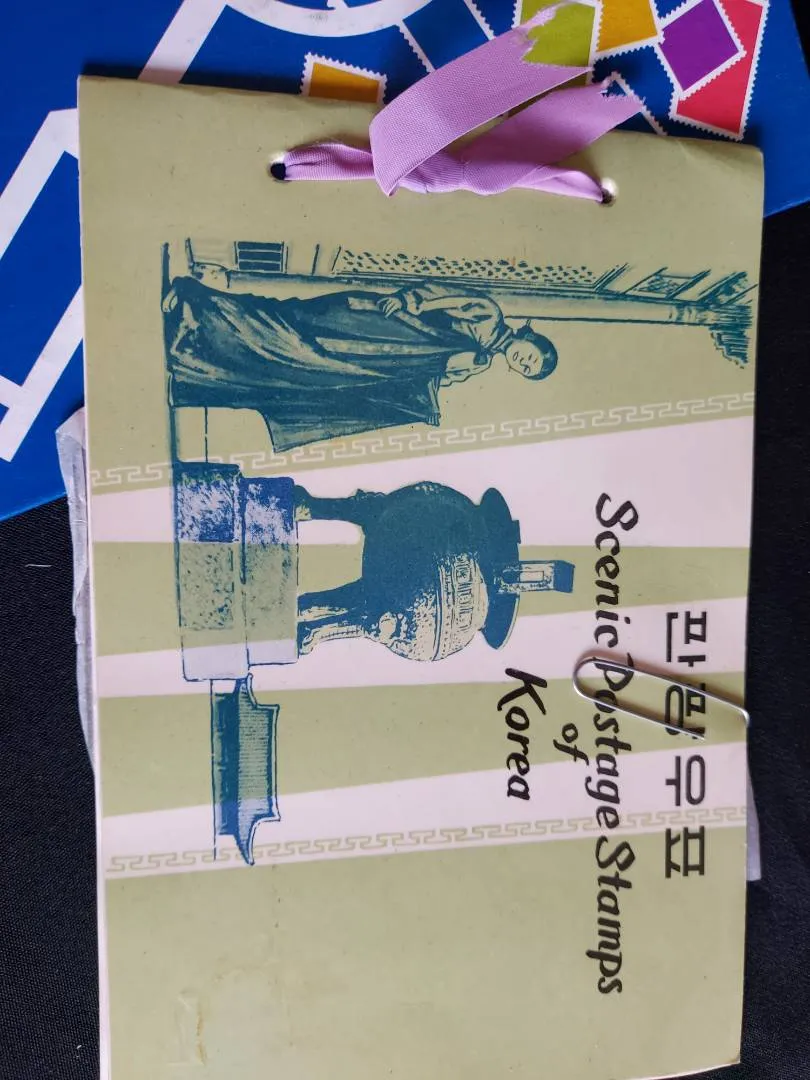 관광우표
Scenic Postage Stamps
of
Korea